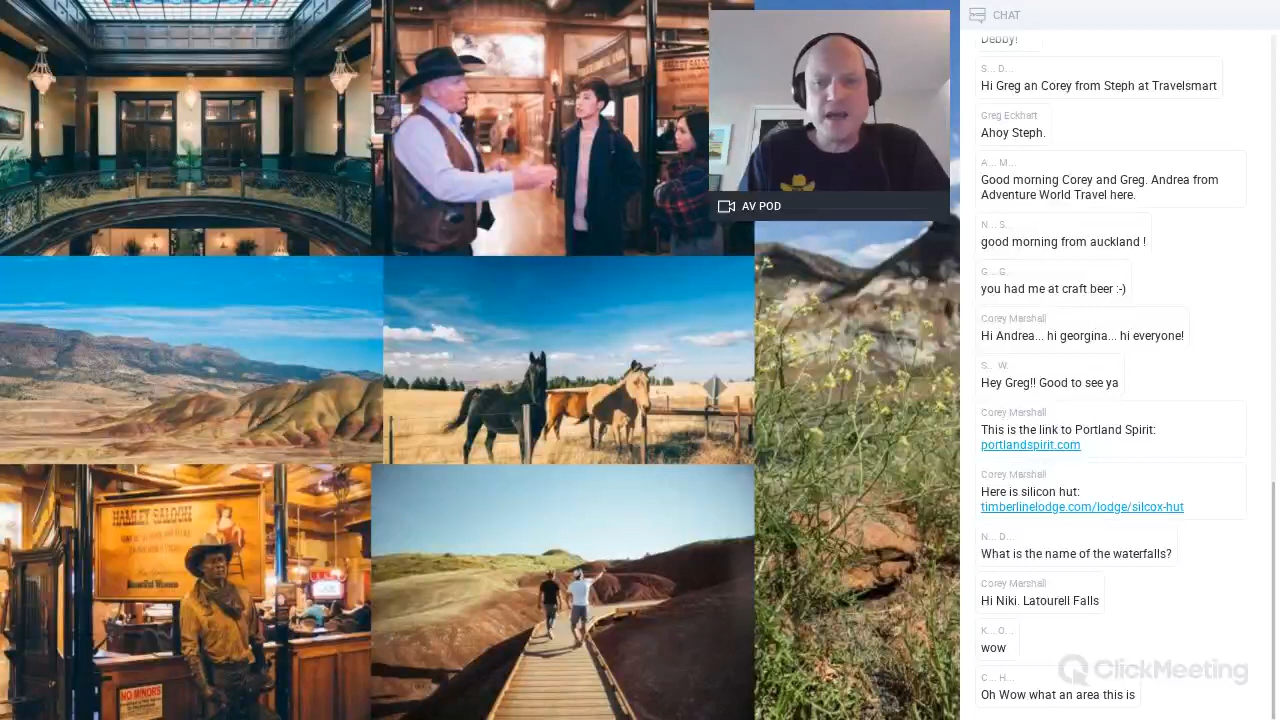 CHAT
Debby!
S... D...
Hi Greg nh Corey from Steph at Travelsmart
Greg Eckhart
Ahoy Steph.
A... M...
Good morning Corey and Greg. Andrea from
Adventure World Travel here.
N... S...
good morning from auckland !
G... G...
you had me at craft beer :-)
Corey Marshall
Hi Andrea... hi georgina... hi everyone!
S... W...
Hey Greg!! Good to see ya
Corey Marshall
This is the link to Portland Spirit:
portlandspirit.com
Corey Marshall
Here is silicon hut:
timberlinelodge.com/lodge/silcox-hut
N... D...
What is the name of the waterfalls?
Corey Marshall
Hi Niki Latourell Falls
K... O...
wow
C... H...
Oh Wow what an area this is
ClickMeeting
AV POD
HAMLEY SALOON
NO MINORS